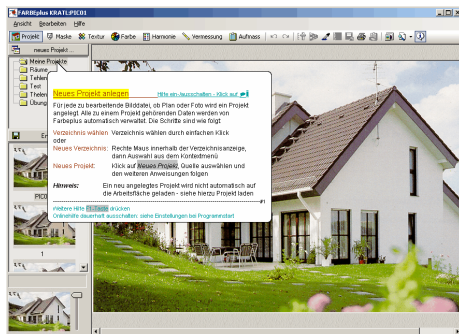 FARBEplus KRATL:PIC01
Ansicht Bearbeiten Hilfe
Projekt Maske Textur Farbe Harmonie Vermessung Aufmass
neues Projekt ...
Meine Projekte
Räume
Test
Übung
Neues Projekt anlegen Hilfe ein-/ausschalten - Klick auf
Für jede zu bearbeitende Bilddatei, ob Plan oder Foto wird ein Projekt
angelegt. Alle zu einem Projekt gehörenden Daten werden von
Farbeplus automatisch verwaltet. Die Schritte sind wie folgt
Verzeichnis wählen Verzeichnis wählen durch einfachen Klick
oder
Neues Verzeichnis: Rechte Maus innerhalb der Verzeichnisanzeige,
dann Auswahl aus dem Kontextmenü
Neues Projekt: Klick auf Neues Projekt, Quelle auswählen und
den weiteren Anweisungen folgen
Hinweis: Ein neu angelegtes Projekt wird nicht automatisch auf
die Arbeitsfläche geladen - siehe hierzu Projekt laden
#1
Weitere Hilfe F1-Taste drücken
Onlinehilfe dauerhaft ausschalten: siehe Einstellungen bei Programmstart
1